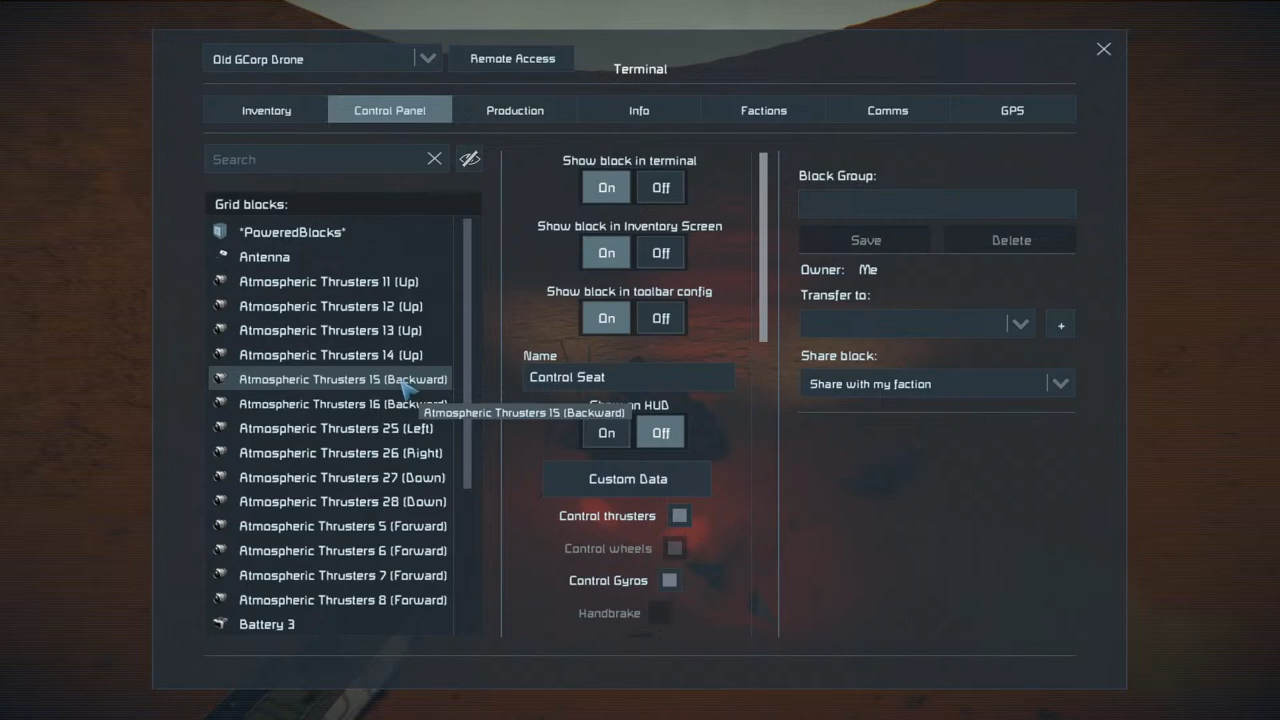 Old GCorp Drone
Remote Access
Terminal
Inventory
Control Panel
Production
Info
Factions
Comms
GPS
Search
Grid blocks:
*PoweredBlocks*
Antenna
Atmospheric Thrusters 11 (Up)
Atmospheric Thrusters 12 (Up)
Atmospheric Thrusters 13 (Up)
Atmospheric Thrusters 14 (Up)
Atmospheric Thrusters 15 (Backward)
Atmospheric Thrusters 16 (Backward)
Atmospheric Thrusters 15 (Backward)
Atmospheric Thrusters 25 (Left)
Atmospheric Thrusters 26 (Right)
Atmospheric Thrusters 27 (Down)
Atmospheric Thrusters 28 (Down)
Atmospheric Thrusters 5 (Forward)
Atmospheric Thrusters 6 (Forward)
Atmospheric Thrusters 7 (Forward)
Atmospheric Thrusters 8 (Forward)
Battery 3
Show block in terminal
On Off
Show block in Inventory Screen
On Off
Show block in toolbar config
On Off
Name
Control Seat
on HUD
On Off
Custom Data
Control thrusters
Control wheels
Control Gyros
Handbrake
Block Group:
Save
Delete
Owner: Me
Transfer to:
+
Share block:
Share with my faction